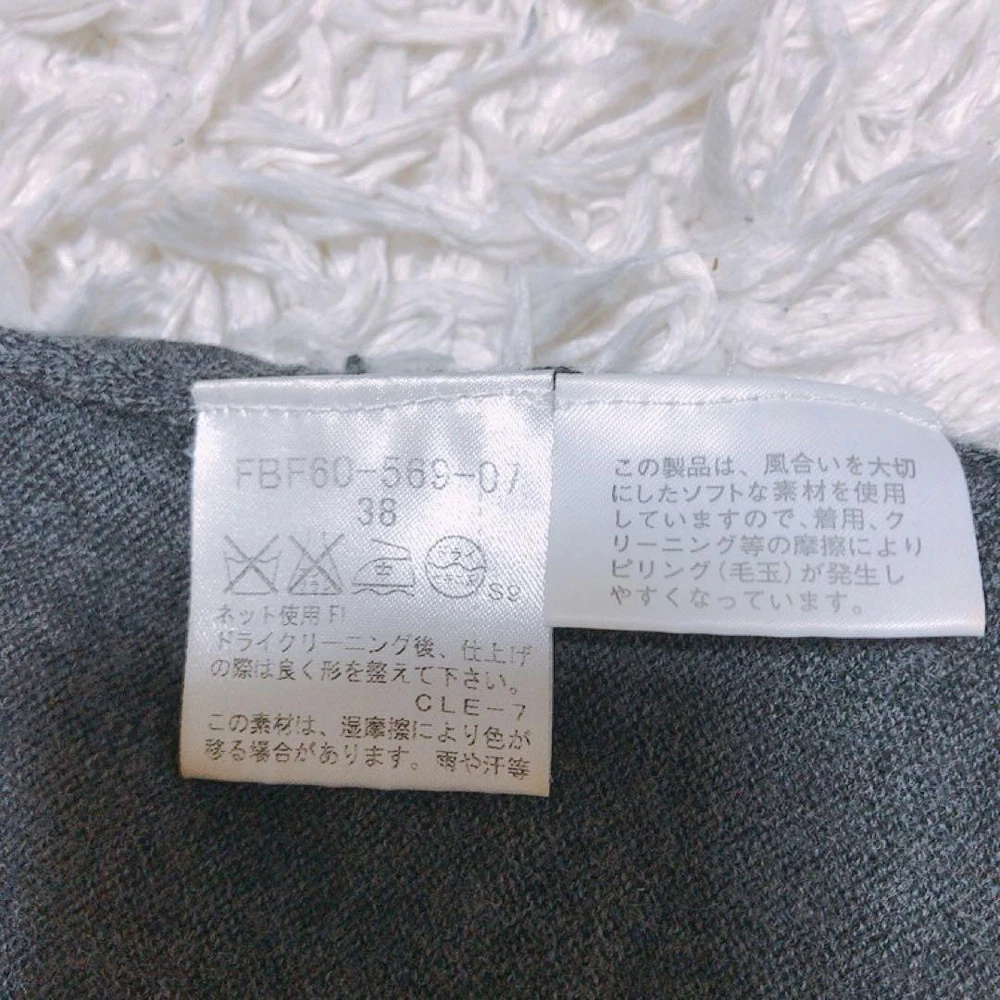 FBF60-569-07
38
ドライ
S9
ネット使用 F!
ドライクリーニング後、仕上げ
の際は良く形を整えて下さい。
CLE-7
この素材は、湿摩擦により色が
移る場合があります。雨や汗等
この製品は、風合いを大切
にしたソフトな素材を使用
していますので、着用、ク
リーニング等の摩擦により
ピリング(毛玉)が発生し
やすくなっています。